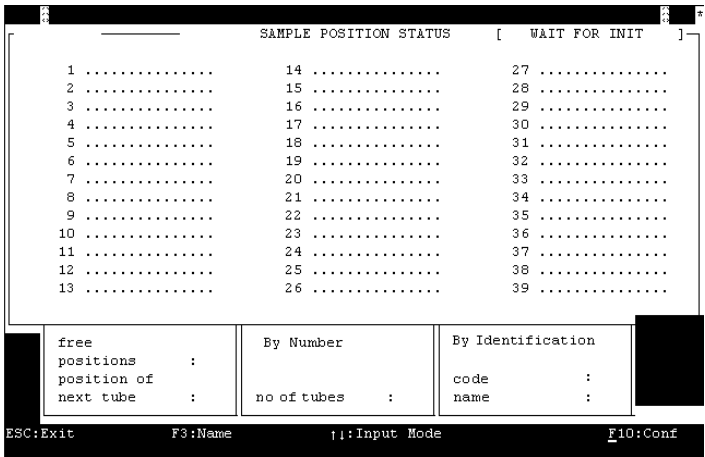 *
SAMPLE POSITION STATUS [ WAIT FOR INIT ]
1 ............... 14 ............... 27 ...............
2 ............... 15 ............... 28 ...............
3 ............... 16 ............... 29 ...............
4 ............... 17 ............... 30 ...............
5 ............... 18 ............... 31 ...............
6 ............... 19 ............... 32 ...............
7 ............... 20 ............... 33 ...............
8 ............... 21 ............... 34 ...............
9 ............... 22 ............... 35 ...............
10 ............... 23 ............... 36 ...............
11 ............... 24 ............... 37 ...............
12 ............... 25 ............... 38 ...............
13 ............... 26 ............... 39 ...............
free
positions :
position of
next tube :
By Number
no of tubes :
By Identification
code :
name :
ESC:Exit F3:Name ↑↓:Input Mode F10:Conf